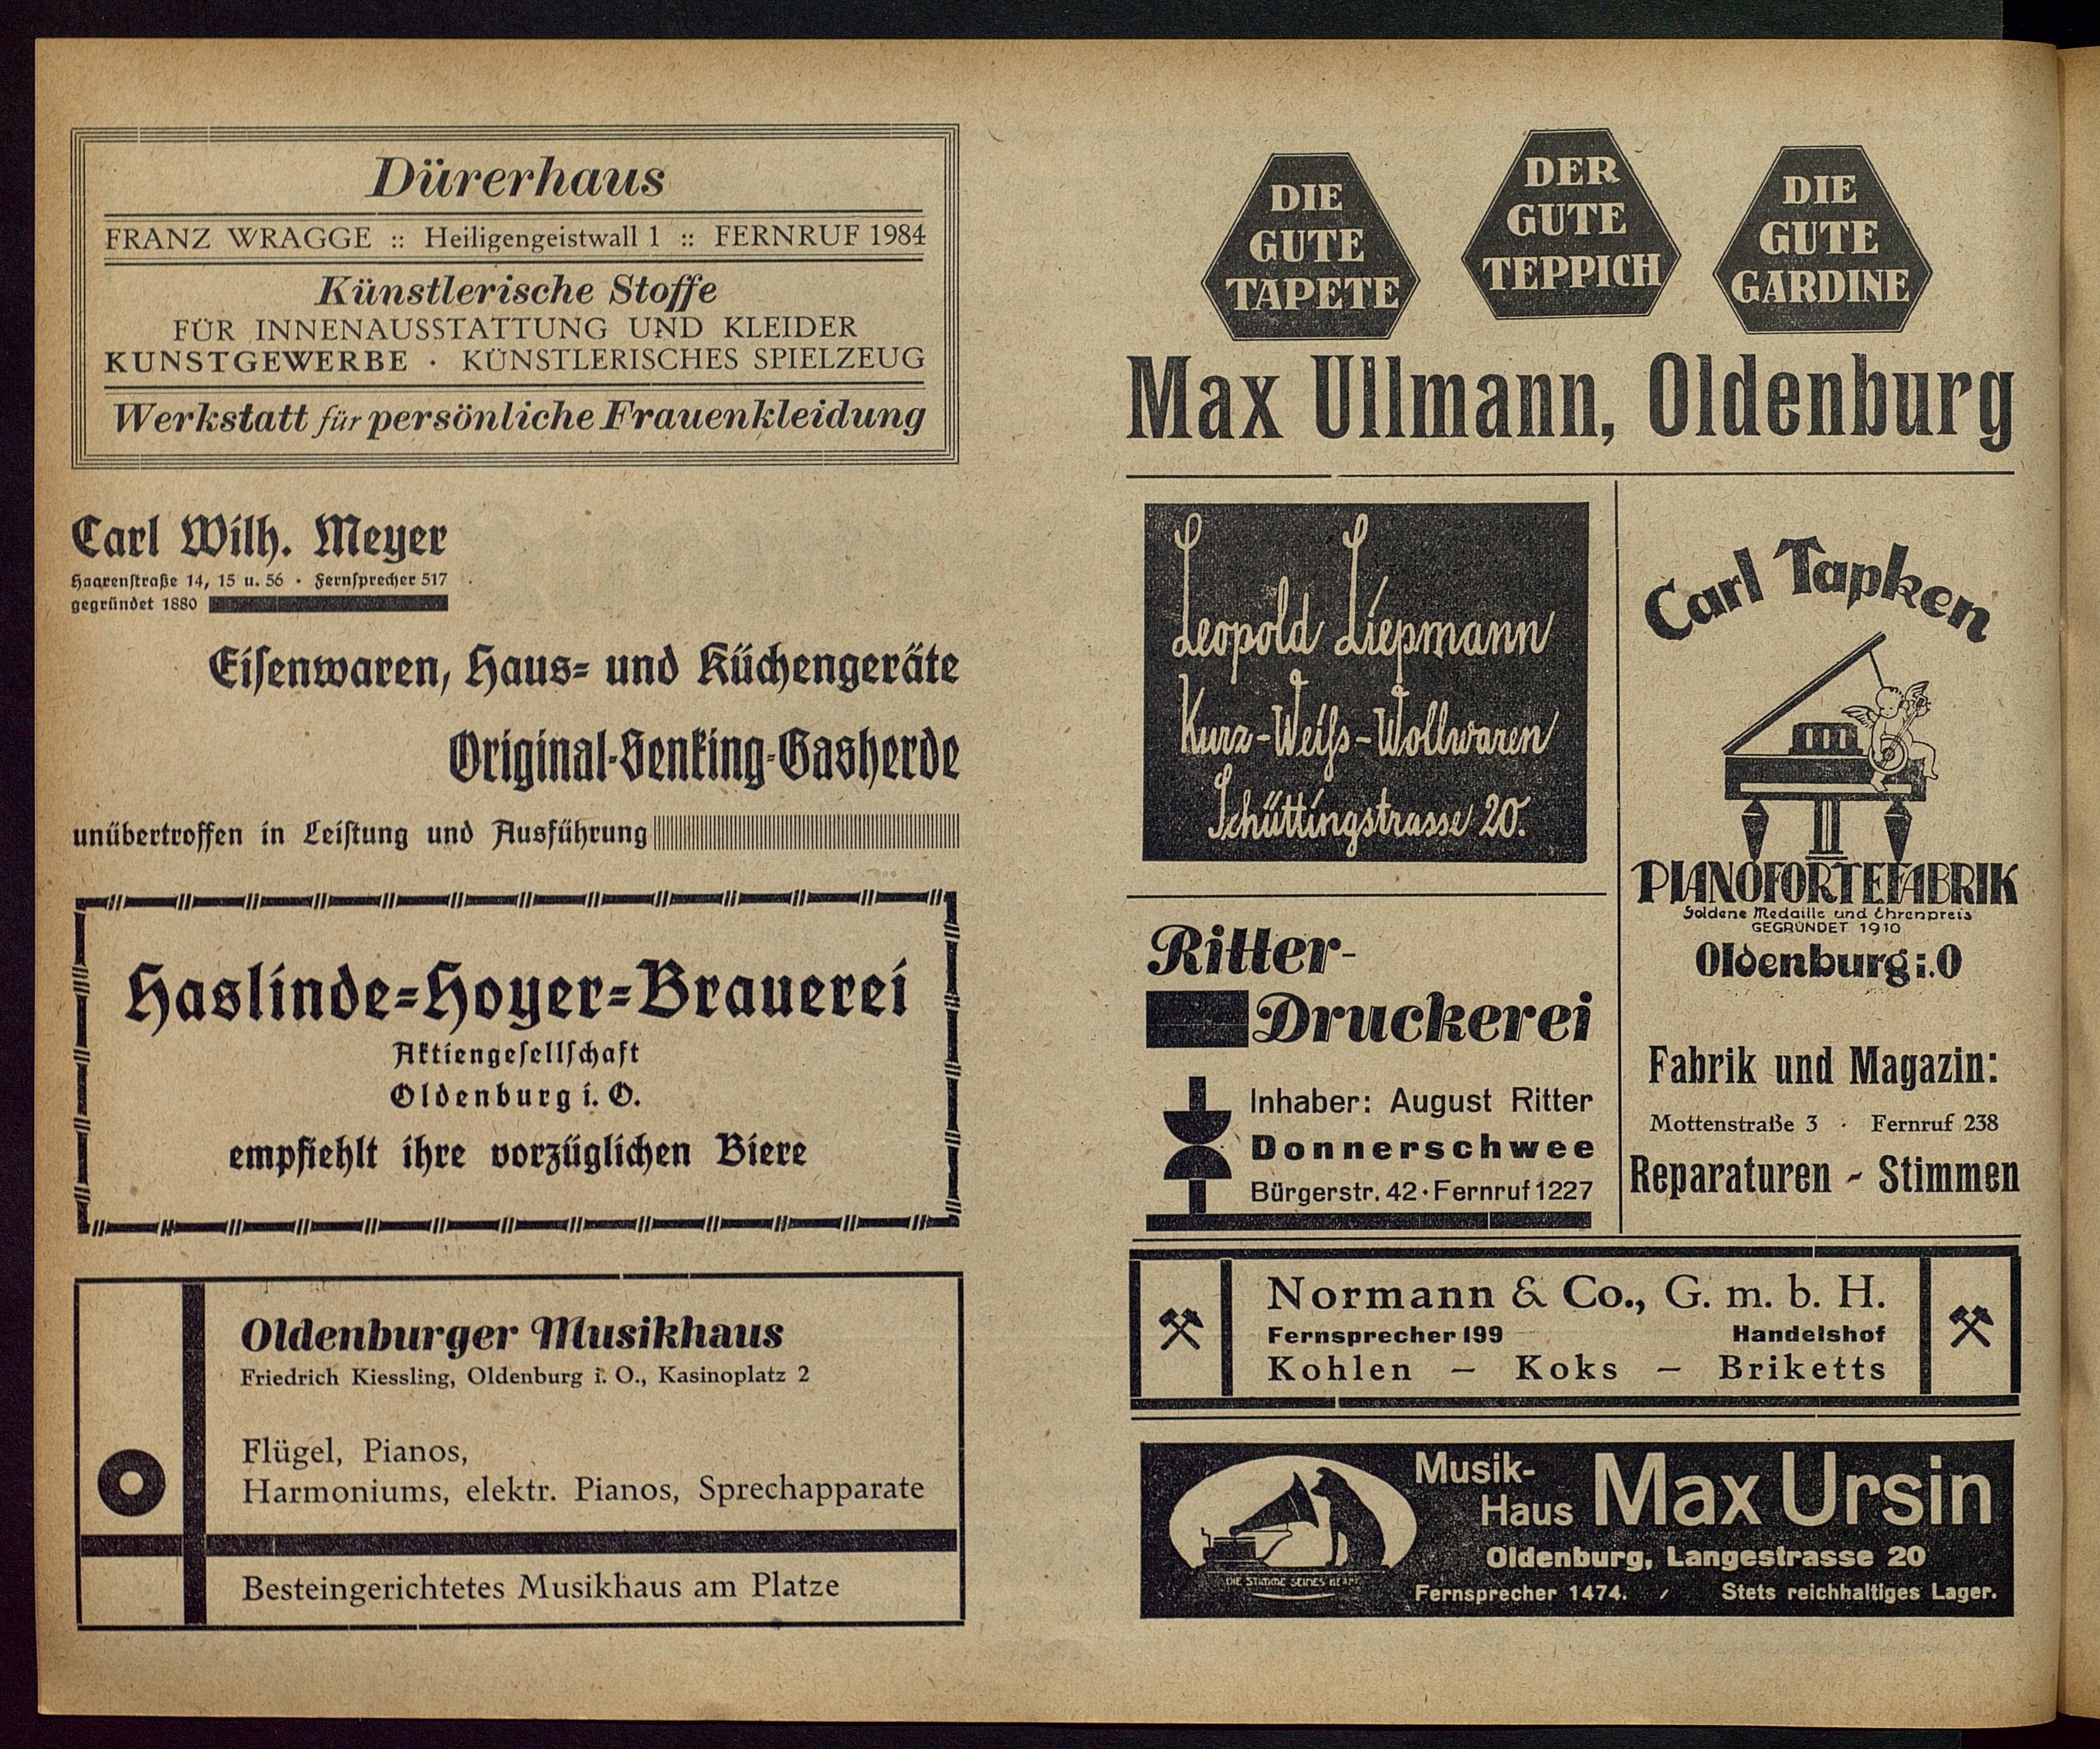 Dürerhaus
FRANZ WRAGGE :: Heiligengeistwall 1 :: FERNRUF 1984
Künstlerische Stoffe
FÜR INNENAUSSTATTUNG UND KLEIDER
KUNSTGEWERBE · KÜNSTLERISCHES SPIELZEUG
Werkstatt für persönliche Frauenkleidung
Carl Wilh. Meyer
Haarenstraße 14, 15 u. 56 · Fernsprecher 517
gegründet 1880
Eisenwaren, Haus- und Küchengeräte
Original-Senking-Gasherde
unübertroffen in Leistung und Ausführung
Haslinde-Hoyer-Brauerei
Aktiengesellschaft
Oldenburg i. O.
empfiehlt ihre vorzüglichen Biere
Oldenburger Musikhaus
Friedrich Kiessling, Oldenburg i. O., Kasinoplatz 2
Flügel, Pianos,
Harmoniums, elektr. Pianos, Sprechapparate
Besteingerichtetes Musikhaus am Platze
DIE
GUTE
TAPETE
DER
GUTE
TEPPICH
DIE
GUTE
GARDINE
Max Ullmann, Oldenburg
Leopold Liepmann
Kurz-Weiß-Wollwaren
Schüttingstrasse 20.
Carl Tapken
PIANOFORTEFABRIK
Goldene Medaille und Ehrenpreis
GEGRÜNDET 1910
Oldenburg i.O
Fabrik und Magazin:
Mottenstraße 3 · Fernruf 238
Reparaturen - Stimmen
Ritter-
Druckerei
Inhaber: August Ritter
Donnerschwee
Bürgerstr. 42 · Fernruf 1227
Normann & Co., G. m. b. H.
Fernsprecher 199 Handelshof
Kohlen – Koks – Briketts
Musik-
Haus Max Ursin
Oldenburg, Langestrasse 20
DIE STIMME SEINES HERRN
Fernsprecher 1474. / Stets reichhaltiges Lager.